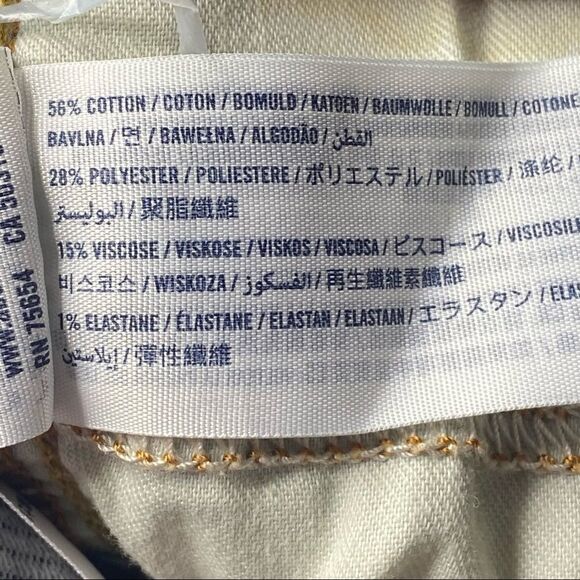 56% COTTON / COTON / BOMULD / KATOEN / BAUMWOLLE / BOMULL / COTONE
BAVLNA / 면 / BAWEŁNA / ALGODÃO / القطن
28% POLYESTER / POLIESTERE / ポリエステル / POLIÉSTER / 涤纶 /
البوليستر / 聚脂纖維
15% VISCOSE / VISKOSE / VISKOS / VISCOSA / ビスコース / VISCOSILE
비스코스 / WISKOZA / الفسكوز / 再生纖維素纖維
1% ELASTANE / ÉLASTANE / ELASTAN / ELASTAAN / エラスタン / ELAS
إيلاستين / 彈性纖維
RN 75654